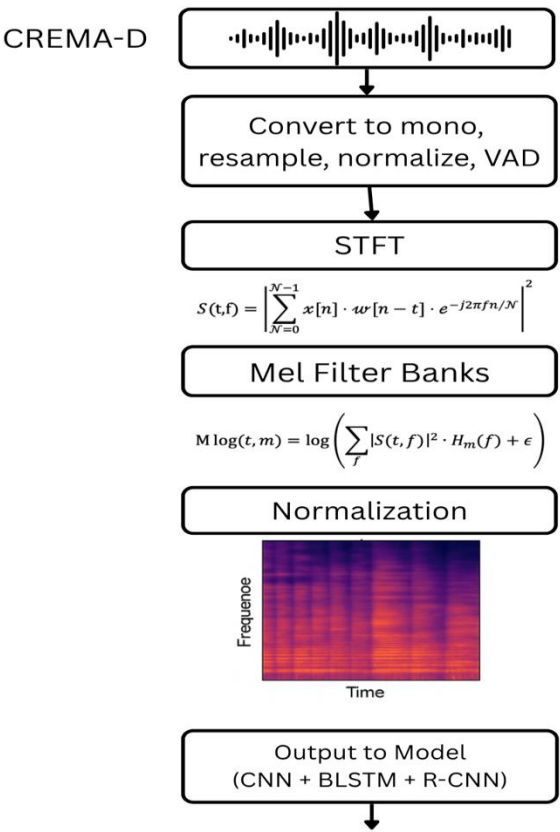 CREMA-D
Convert to mono,
resample, normalize, VAD
STFT
S(t,f) = |∑_{𝒩=0}^{𝒩−1} x[n] · w[n − t] · e^{−j2πfn/𝒩}|^2
Mel Filter Banks
M log(t, m) = log(∑_f |S(t, f)|^2 · H_m(f) + ϵ)
Normalization
Frequenoe
Time
Output to Model
(CNN + BLSTM + R-CNN)